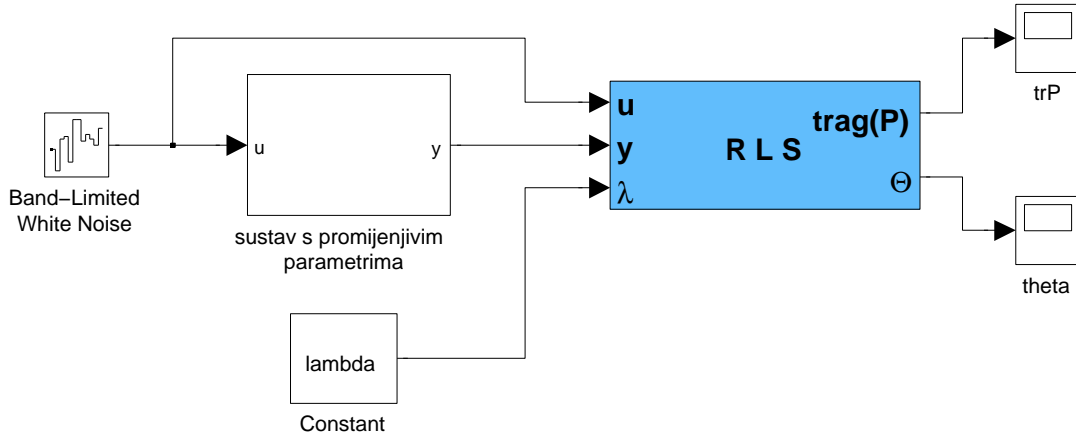 Band−Limited
White Noise
u
y
sustav s promijenjivim
parametrima
lambda
Constant
u
y
λ
R L S
trag(P)
Θ
trP
theta